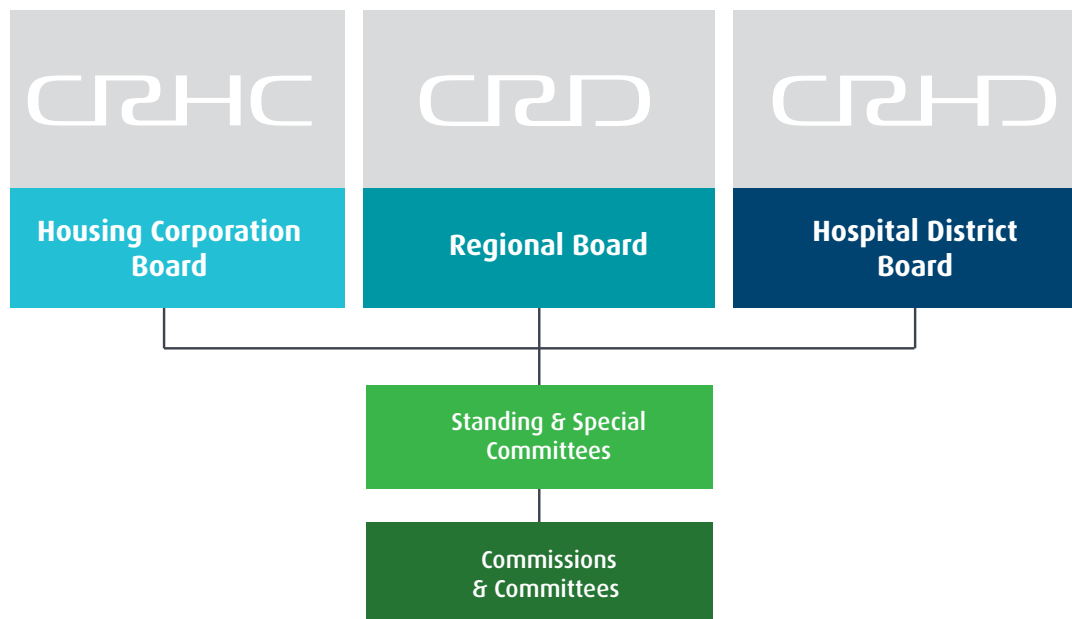 CRHC
CRD
CRHD
Housing Corporation
Board
Regional Board
Hospital District
Board
Standing & Special
Committees
Commissions
& Committees